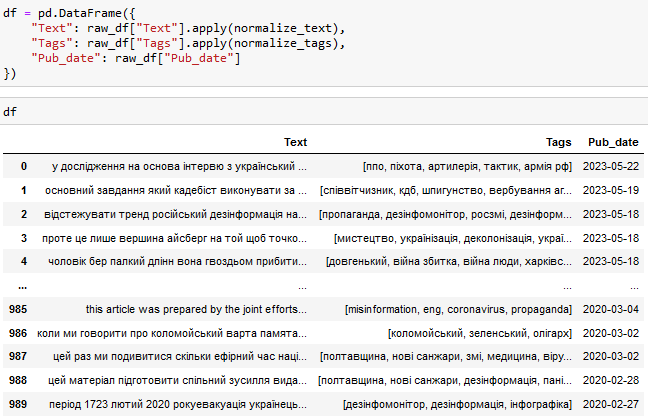 df = pd.DataFrame({
"Text": raw_df["Text"].apply(normalize_text),
"Tags": raw_df["Tags"].apply(normalize_tags),
"Pub_date": raw_df["Pub_date"]
})
df
Text Tags Pub_date
0 у дослідження на основа інтервю з український ... [ппо, піхота, артилерія, тактик, армія рф] 2023-05-22
1 основний завдання який кадебіст виконувати за ... [співвітчизник, кдб, шпигунство, вербування аг... 2023-05-19
2 відстежувати тренд російський дезінформація на... [пропаганда, дезінфомонітор, росзмі, дезінформ... 2023-05-18
3 проте це лише вершина айсберг на той щоб точко... [мистецтво, українізація, деколонізація, украї... 2023-05-18
4 чоловік бер палкий длінн вона гвоздьом прибити... [довгенький, війна збитка, війна люди, харківс... 2023-05-18
... ... ... ...
985 this article was prepared by the joint efforts... [misinformation, eng, coronavirus, propaganda] 2020-03-04
986 коли ми говорити про коломойський варта памята... [коломойський, зеленський, олігарх] 2020-03-02
987 цей раз ми подивитися скільки ефірний час наці... [полтавщина, нові санжари, змі, медицина, віру... 2020-03-02
988 цей матеріал підготовити спільний зусилля вида... [полтавщина, нові санжари, дезінформація, пані... 2020-02-28
989 період 1723 лютий 2020 рокуевакуація українець... [дезінфомонітор, дезінформація, інфографіка] 2020-02-27